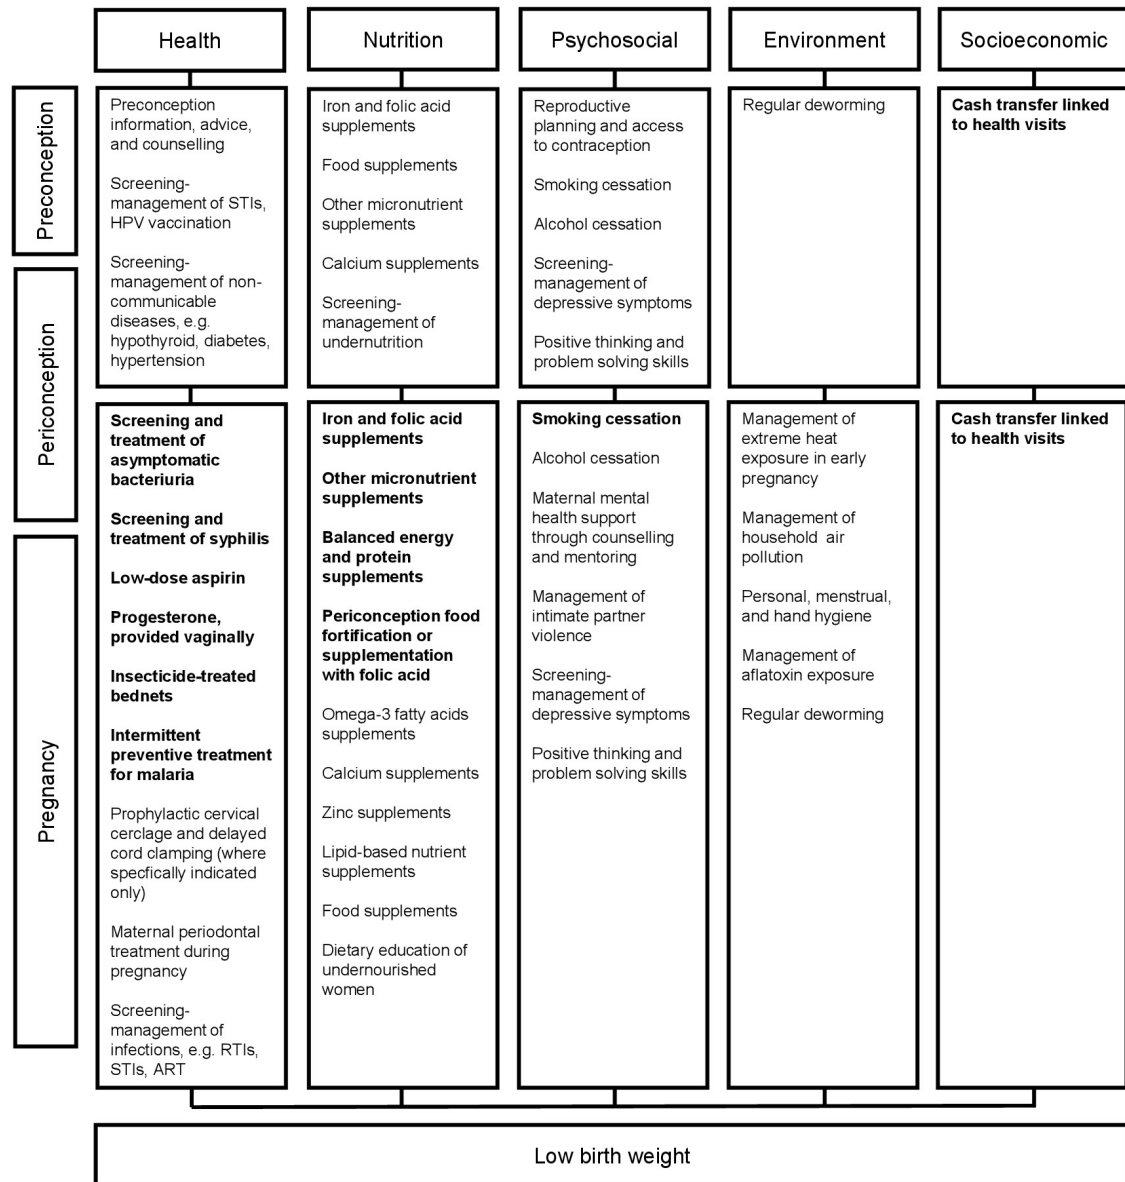 Health
Nutrition
Psychosocial
Environment
Socioeconomic
Preconception
Periconception
Pregnancy
Preconception
information, advice,
and counselling
Screening-
management of STIs,
HPV vaccination
Screening-
management of non-
communicable
diseases, e.g.
hypothyroid, diabetes,
hypertension
Iron and folic acid
supplements
Food supplements
Other micronutrient
supplements
Calcium supplements
Screening-
management of
undernutrition
Reproductive
planning and access
to contraception
Smoking cessation
Alcohol cessation
Screening-
management of
depressive symptoms
Positive thinking and
problem solving skills
Regular deworming
Cash transfer linked
to health visits
Screening and
treatment of
asymptomatic
bacteriuria
Screening and
treatment of syphilis
Low-dose aspirin
Progesterone,
provided vaginally
Insecticide-treated
bednets
Intermittent
preventive treatment
for malaria
Prophylactic cervical
cerclage and delayed
cord clamping (where
specfically indicated
only)
Maternal periodontal
treatment during
pregnancy
Screening-
management of
infections, e.g. RTIs,
STIs, ART
Iron and folic acid
supplements
Other micronutrient
supplements
Balanced energy
and protein
supplements
Periconception food
fortification or
supplementation
with folic acid
Omega-3 fatty acids
supplements
Calcium supplements
Zinc supplements
Lipid-based nutrient
supplements
Food supplements
Dietary education of
undernourished
women
Smoking cessation
Alcohol cessation
Maternal mental
health support
through counselling
and mentoring
Management of
intimate partner
violence
Screening-
management of
depressive symptoms
Positive thinking and
problem solving skills
Management of
extreme heat
exposure in early
pregnancy
Management of
household air
pollution
Personal, menstrual,
and hand hygiene
Management of
aflatoxin exposure
Regular deworming
Cash transfer linked
to health visits
Low birth weight